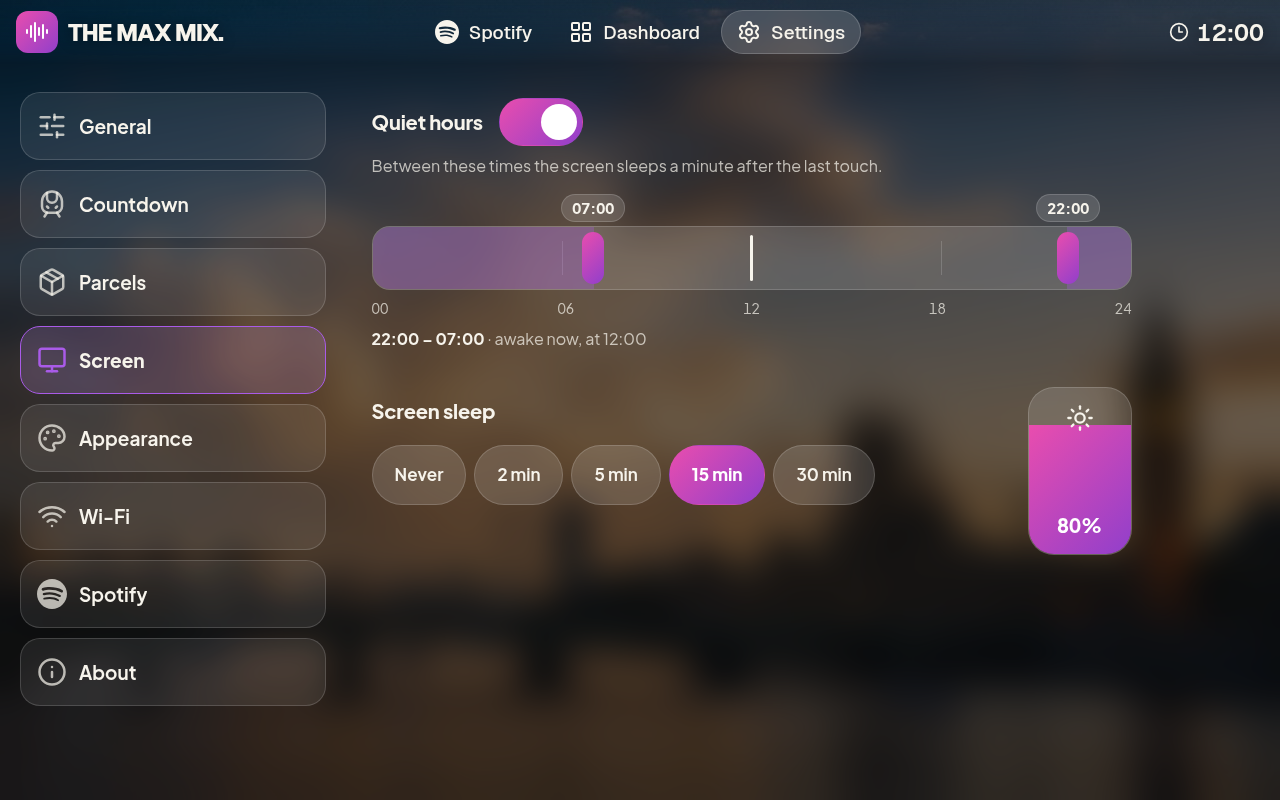 THE MAX MIX.
Spotify
Dashboard
Settings
12:00
General
Countdown
Parcels
Screen
Appearance
Wi-Fi
Spotify
About
Quiet hours
Between these times the screen sleeps a minute after the last touch.
07:00 22:00
00 06 12 18 24
22:00 – 07:00 · awake now, at 12:00
Screen sleep
Never 2 min 5 min 15 min 30 min
80%